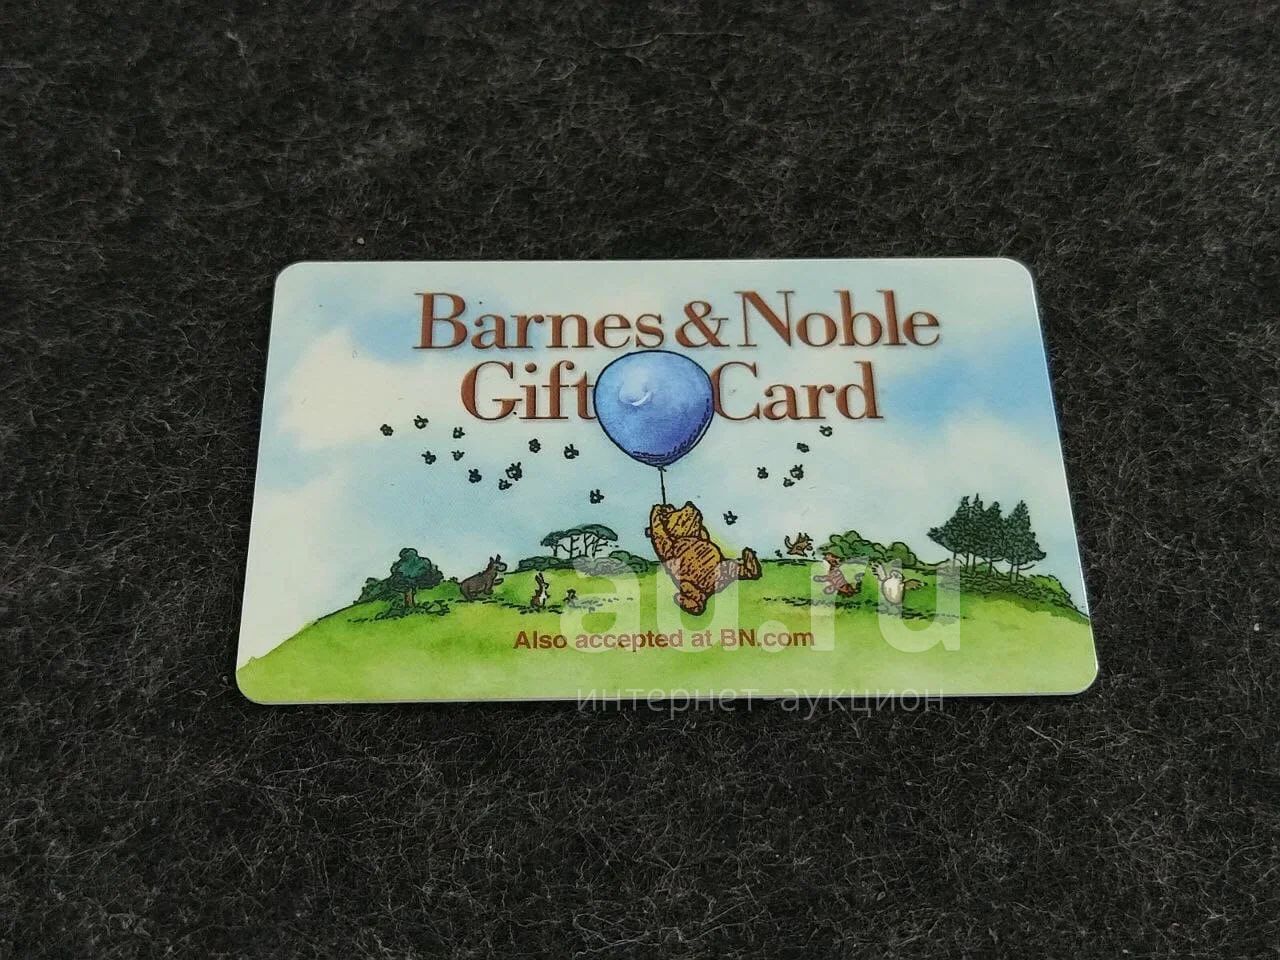 Barnes & Noble
Gift Card
Also accepted at BN.com
au.ru
интернет аукцион